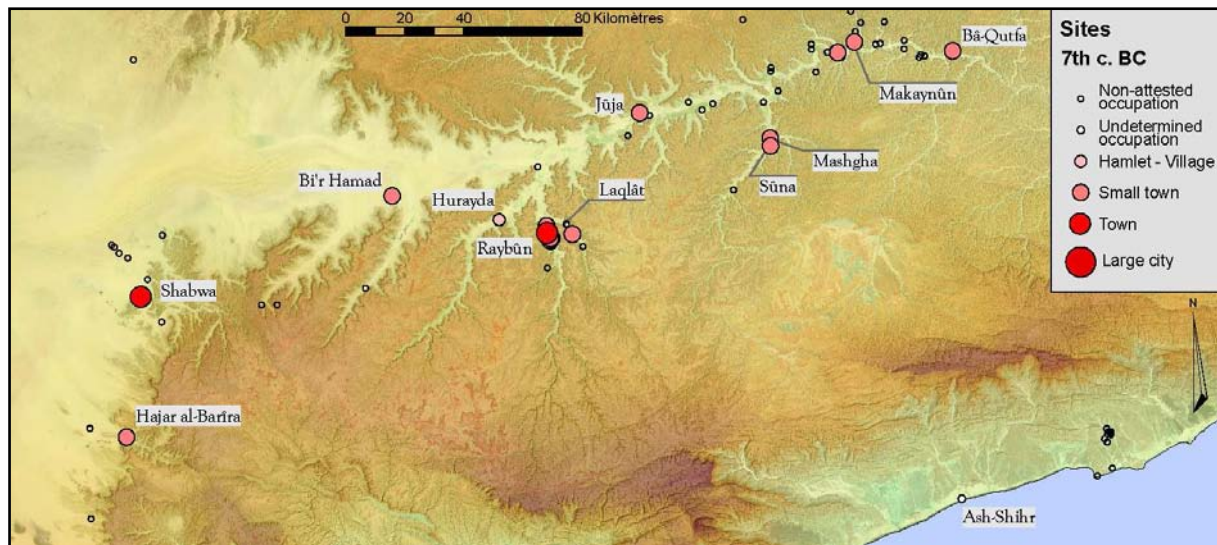 0 20 40 80 Kilomètres
Sites
7th c. BC
Non-attested
occupation
Undetermined
occupation
Hamlet - Village
Small town
Town
Large city
N
Bâ-Qutfa
Makaynûn
Jûja
Mashgha
Sûna
Bi'r Hamad
Hurayda
Laqlât
Raybûn
Shabwa
Hajar al-Barîra
Ash-Shihr